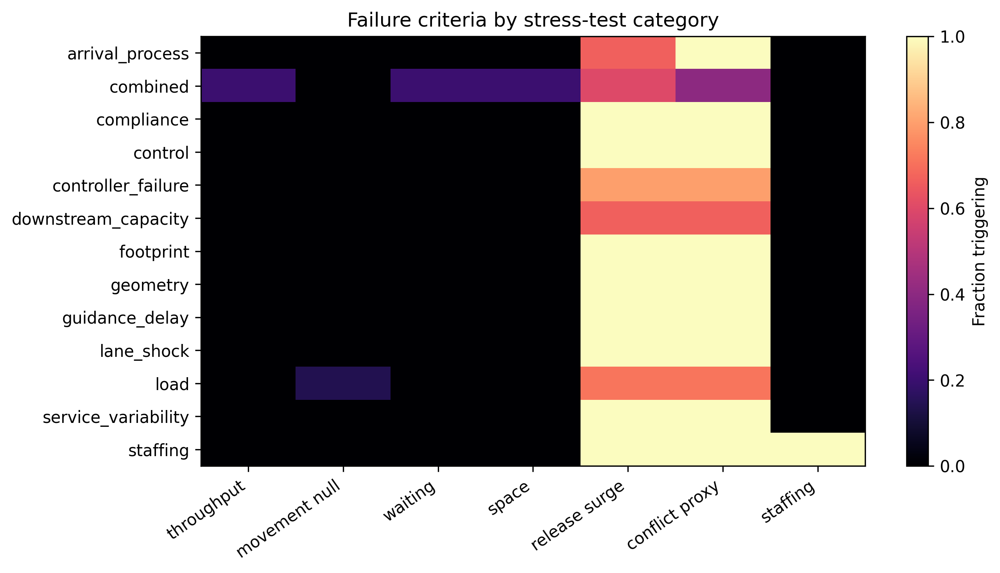 Failure criteria by stress-test category
arrival_process
combined
compliance
control
controller_failure
downstream_capacity
footprint
geometry
guidance_delay
lane_shock
load
service_variability
staffing
throughput
movement null
waiting
space
release surge
conflict proxy
staffing
1.0
0.8
0.6
0.4
0.2
0.0
Fraction triggering